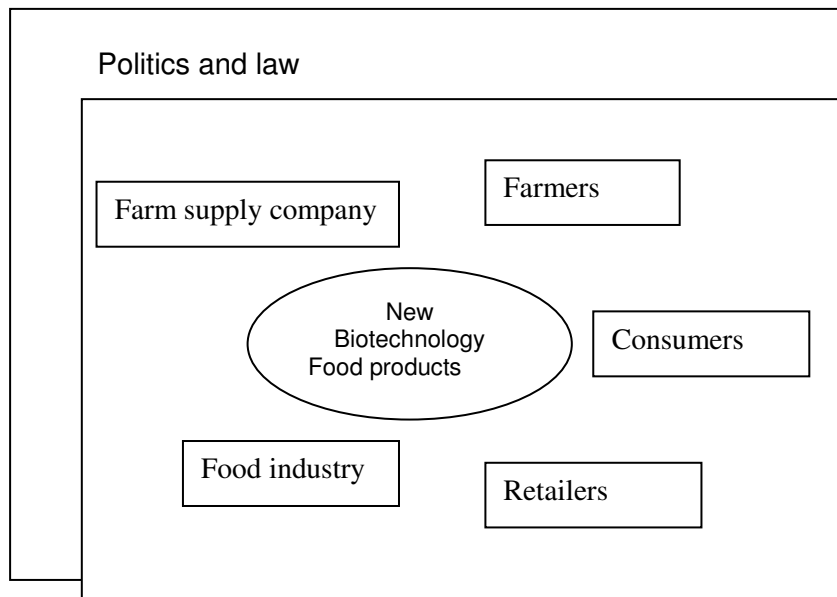 Politics and law
Farm supply company
Farmers
New
Biotechnology
Food products
Consumers
Food industry
Retailers